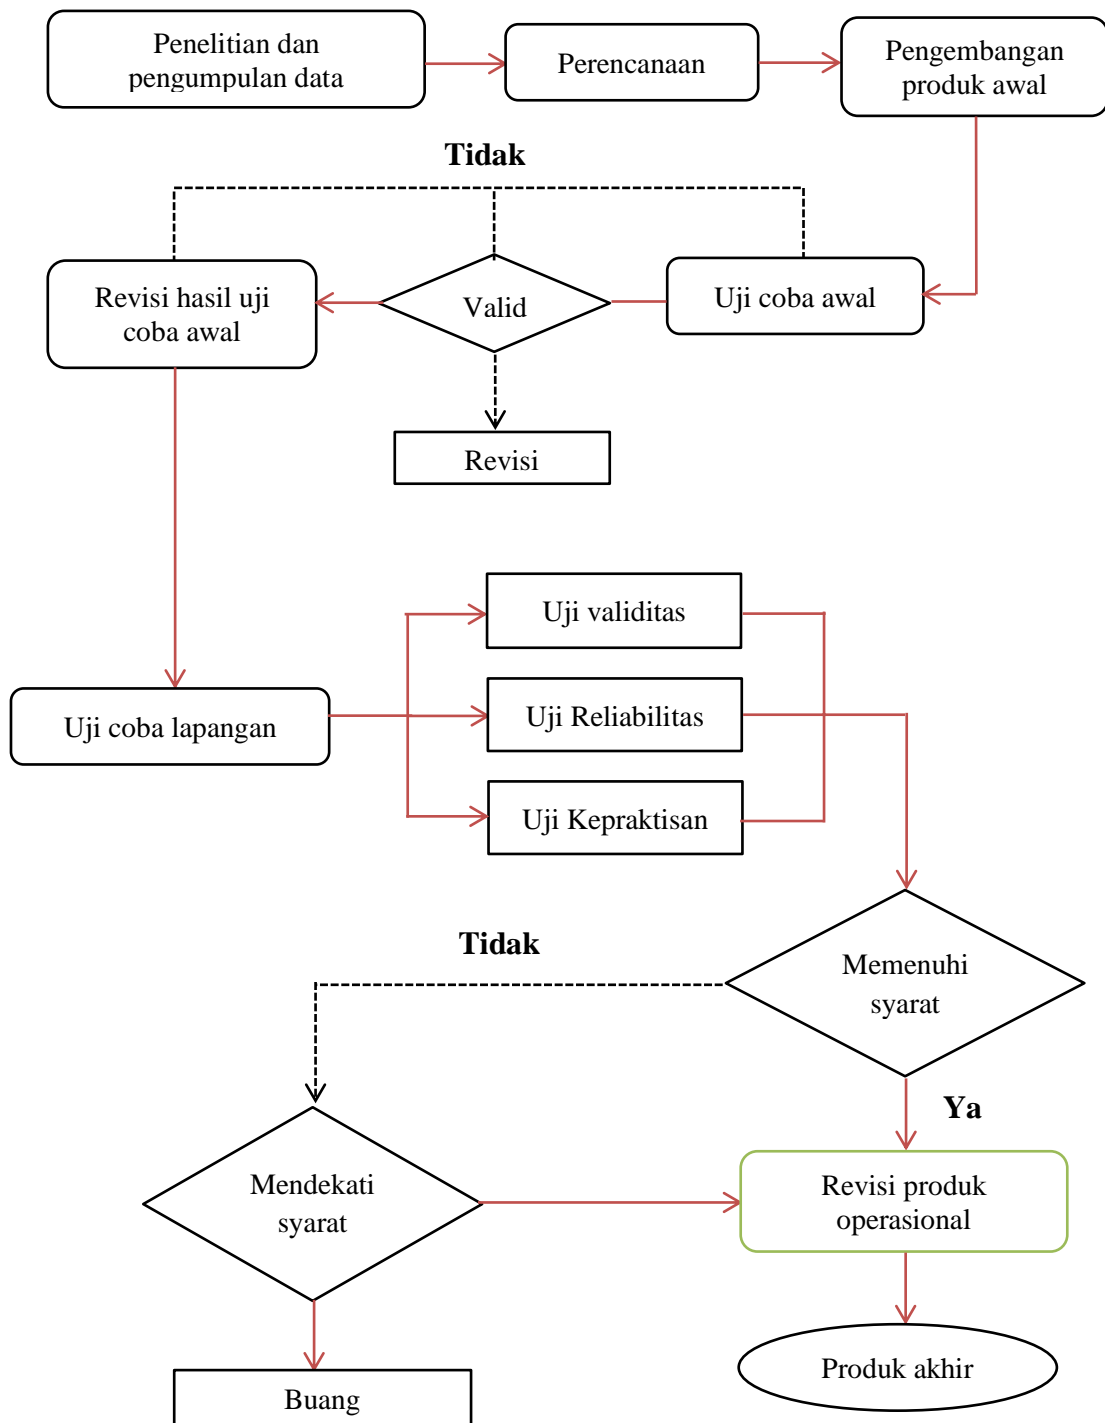 Penelitian dan
pengumpulan data
Perencanaan
Pengembangan
produk awal
Tidak
Revisi hasil uji
coba awal
Valid
Uji coba awal
Revisi
Uji validitas
Uji coba lapangan
Uji Reliabilitas
Uji Kepraktisan
Tidak
Memenuhi
syarat
Ya
Mendekati
syarat
Revisi produk
operasional
Buang
Produk akhir